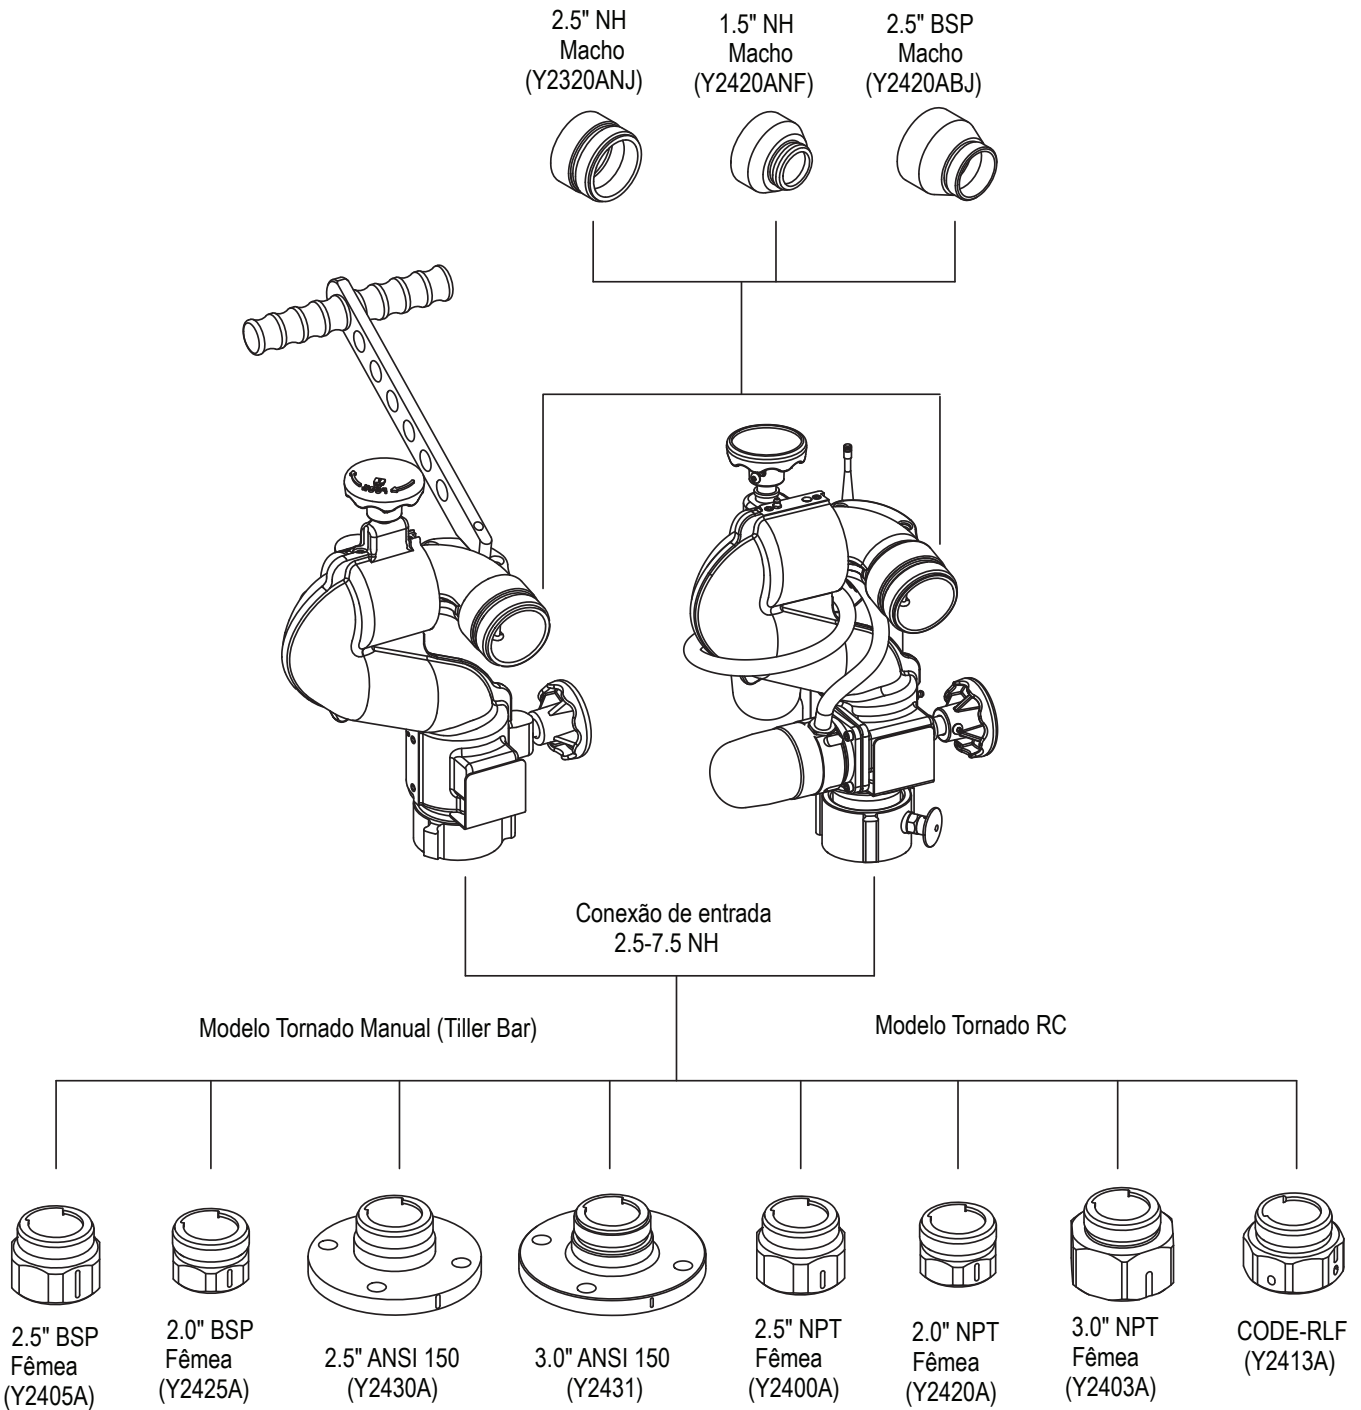 2.5" NH
Macho
(Y2320ANJ)
1.5" NH
Macho
(Y2420ANF)
2.5" BSP
Macho
(Y2420ABJ)
Conexão de entrada
2.5-7.5 NH
Modelo Tornado Manual (Tiller Bar)
Modelo Tornado RC
2.5" BSP
Fêmea
(Y2405A)
2.0" BSP
Fêmea
(Y2425A)
2.5" ANSI 150
(Y2430A)
3.0" ANSI 150
(Y2431)
2.5" NPT
Fêmea
(Y2400A)
2.0" NPT
Fêmea
(Y2420A)
3.0" NPT
Fêmea
(Y2403A)
CODE-RLF
(Y2413A)